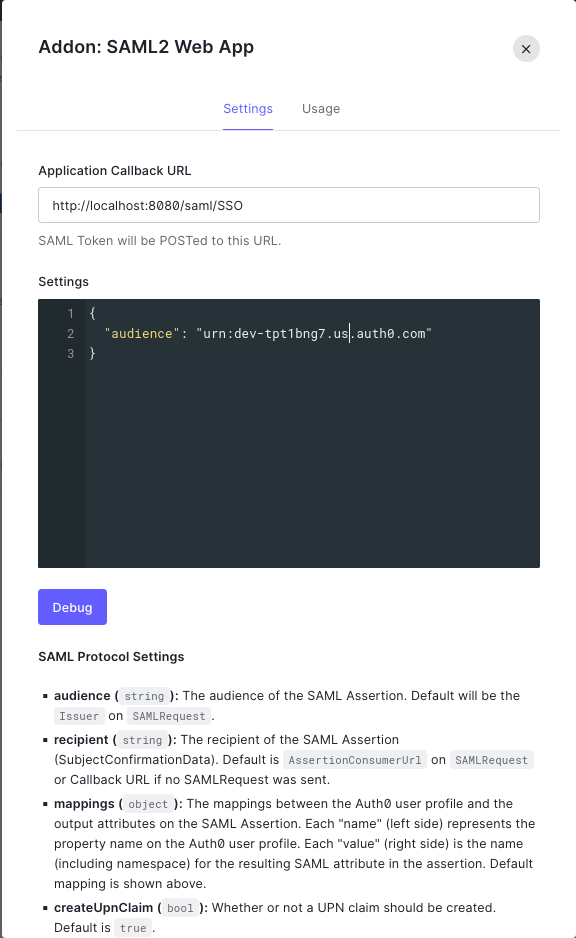 Addon: SAML2 Web App
Settings
Usage
Application Callback URL
http://localhost:8080/saml/SSO
SAML Token will be POSTed to this URL.
Settings
1 {
2 "audience": "urn:dev-tpt1bng7.us.auth0.com"
3 }
Debug
SAML Protocol Settings
▪ audience ( string ): The audience of the SAML Assertion. Default will be the
Issuer on SAMLRequest .
▪ recipient ( string ): The recipient of the SAML Assertion
(SubjectConfirmationData). Default is AssertionConsumerUrl on SAMLRequest
or Callback URL if no SAMLRequest was sent.
▪ mappings ( object ): The mappings between the Auth0 user profile and the
output attributes on the SAML Assertion. Each "name" (left side) represents the
property name on the Auth0 user profile. Each "value" (right side) is the name
(including namespace) for the resulting SAML attribute in the assertion. Default
mapping is shown above.
▪ createUpnClaim ( bool ): Whether or not a UPN claim should be created.
Default is true .